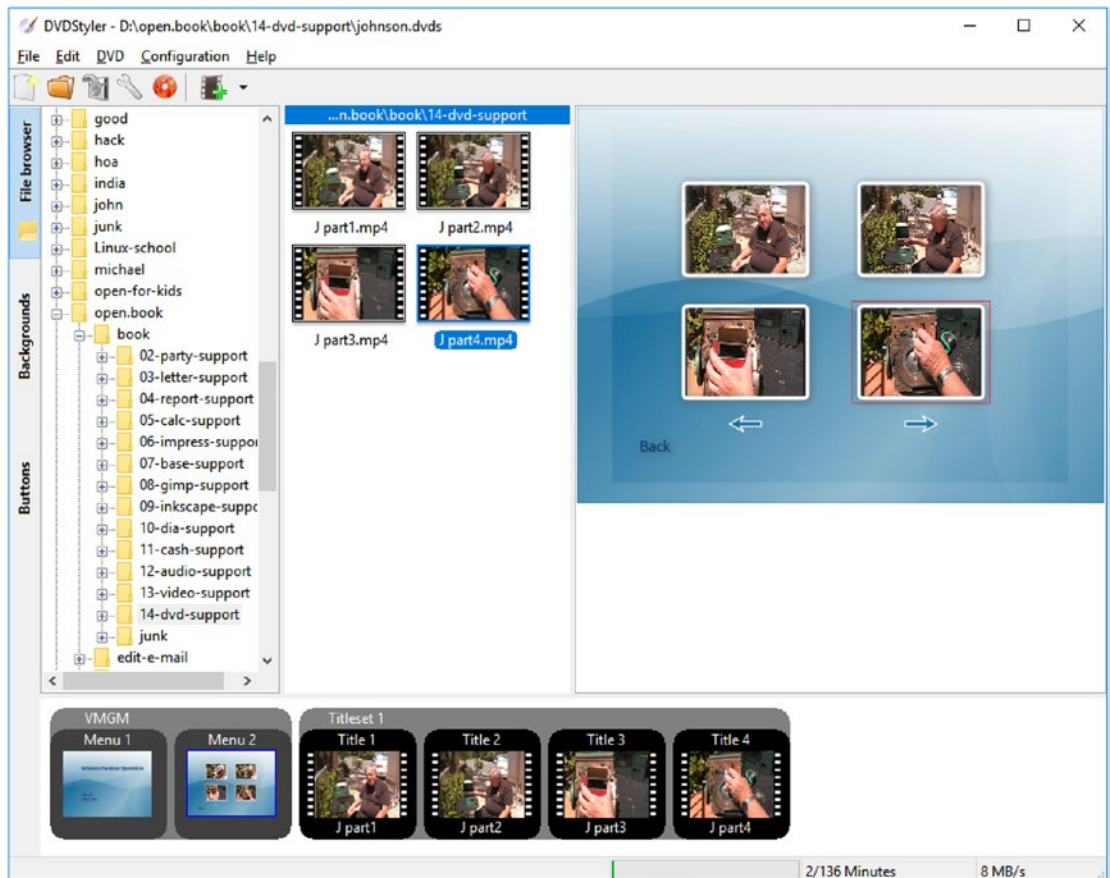 DVDStyler - D:\open.book\book\14-dvd-support\johnson.dvds
File Edit DVD Configuration Help
File browser
Backgrounds
Buttons
good
hack
hoa
india
john
junk
Linux-school
michael
open-for-kids
open.book
book
02-party-support
03-letter-support
04-report-support
05-calc-support
06-impress-suppor
07-base-support
08-gimp-support
09-inkscape-suppo
10-dia-support
11-cash-support
12-audio-support
13-video-support
14-dvd-support
junk
edit-e-mail
...n.book\book\14-dvd-support
J part1.mp4 J part2.mp4
J part3.mp4 J part4.mp4
Back
VMGM
Menu 1 Menu 2
Titleset 1
Title 1 Title 2 Title 3 Title 4
J part1 J part2 J part3 J part4
2/136 Minutes 8 MB/s